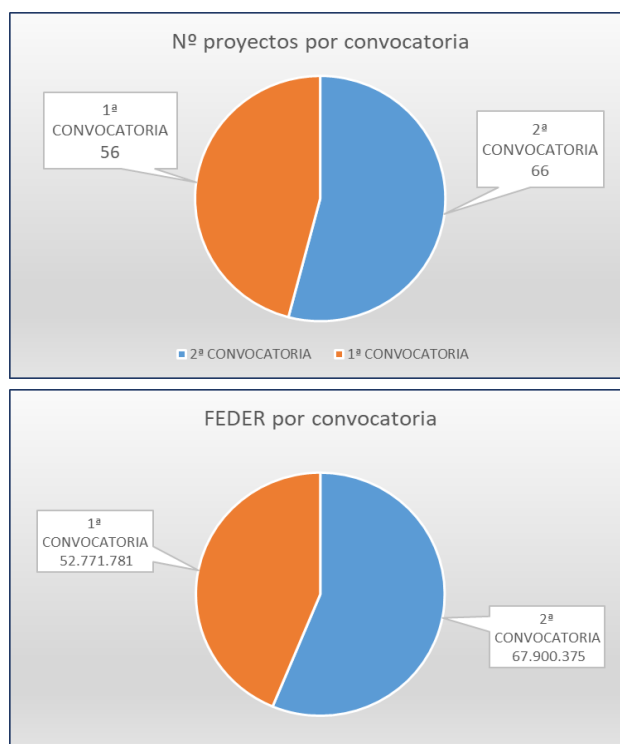 Nº proyectos por convocatoria
1ª
CONVOCATORIA
56
2ª
CONVOCATORIA
66
2ª CONVOCATORIA
1ª CONVOCATORIA
FEDER por convocatoria
1ª
CONVOCATORIA
52.771.781
2ª
CONVOCATORIA
67.900.375